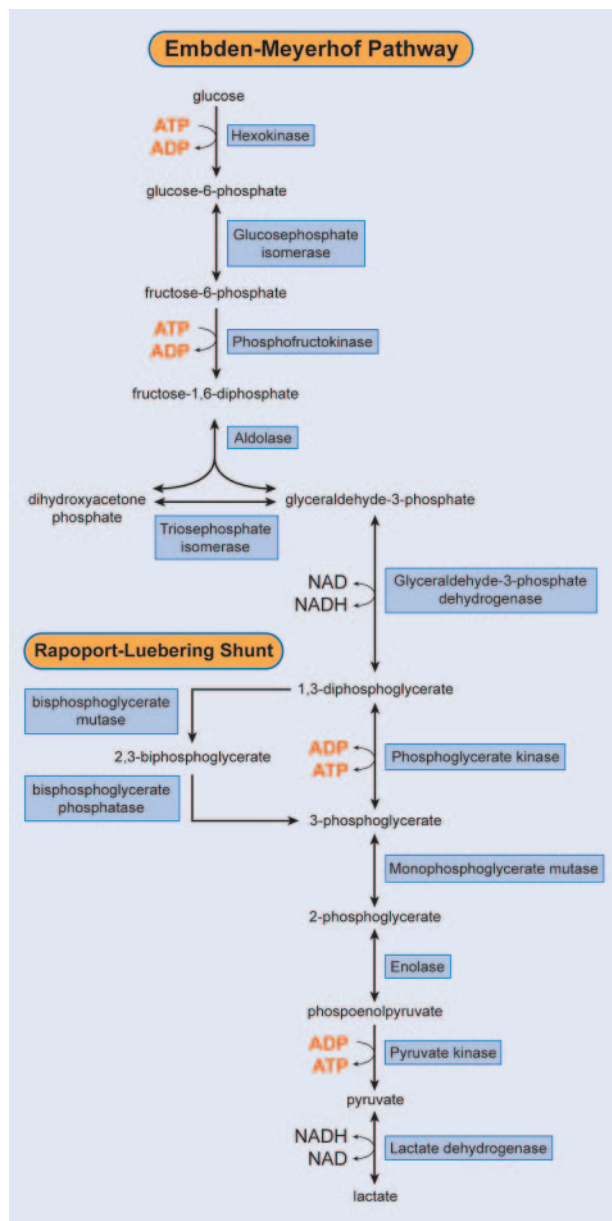 Embden-Meyerhof Pathway
glucose
ATP
ADP
Hexokinase
glucose-6-phosphate
Glucosephosphate
isomerase
fructose-6-phosphate
ATP
ADP
Phosphofructokinase
fructose-1,6-diphosphate
Aldolase
dihydroxyacetone
phosphate
glyceraldehyde-3-phosphate
Triosephosphate
isomerase
NAD
NADH
Glyceraldehyde-3-phosphate
dehydrogenase
Rapoport-Luebering Shunt
1,3-diphosphoglycerate
bisphosphoglycerate
mutase
2,3-biphosphoglycerate
ADP
ATP
Phosphoglycerate kinase
bisphosphoglycerate
phosphatase
3-phosphoglycerate
Monophosphoglycerate mutase
2-phosphoglycerate
Enolase
phospoenolpyruvate
ADP
ATP
Pyruvate kinase
pyruvate
NADH
NAD
Lactate dehydrogenase
lactate